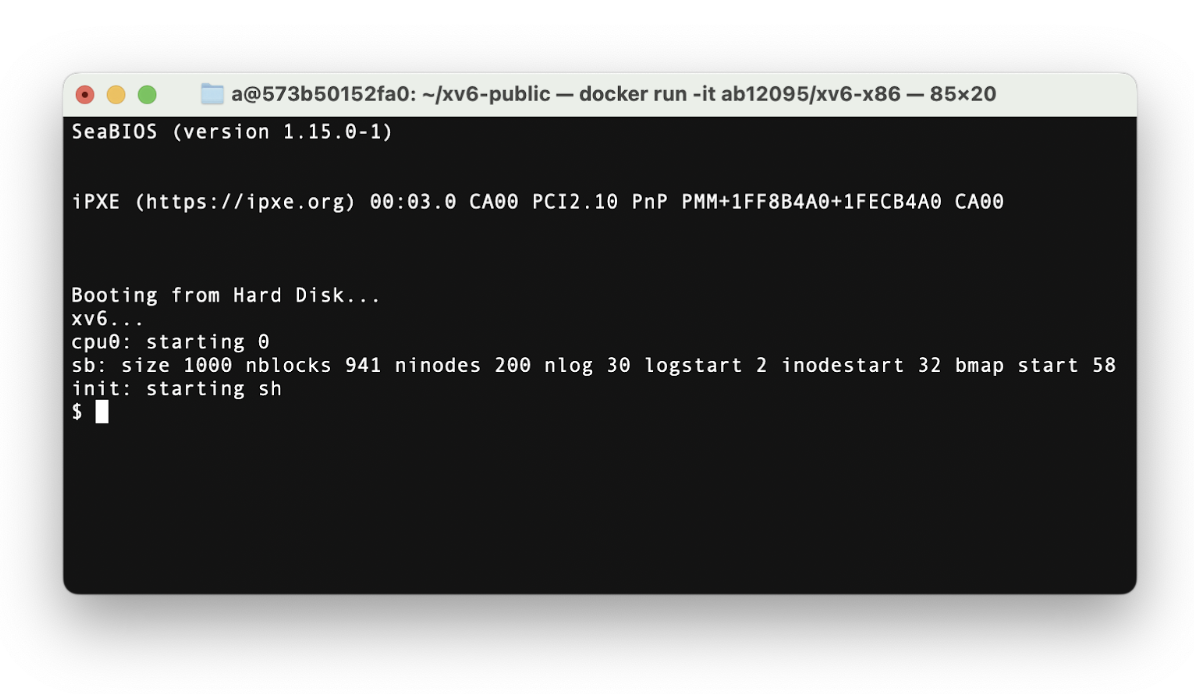 a@573b50152fa0: ~/xv6-public — docker run -it ab12095/xv6-x86 — 85×20
SeaBIOS (version 1.15.0-1)
iPXE (https://ipxe.org) 00:03.0 CA00 PCI2.10 PnP PMM+1FF8B4A0+1FECB4A0 CA00
Booting from Hard Disk...
xv6...
cpu0: starting 0
sb: size 1000 nblocks 941 ninodes 200 nlog 30 logstart 2 inodestart 32 bmap start 58
init: starting sh
$